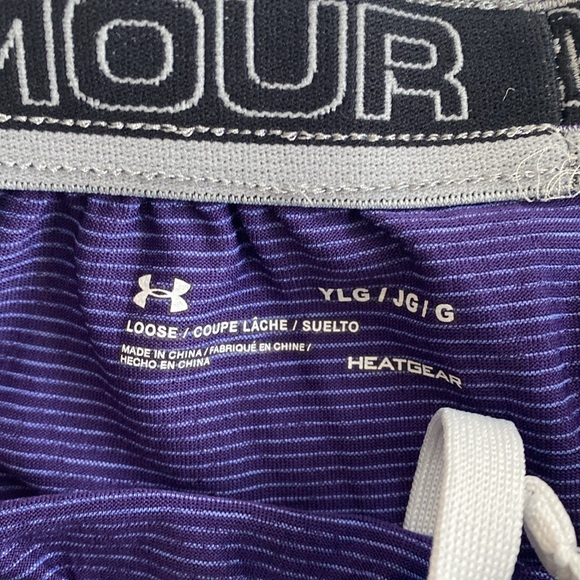 MOUR
YLG / JG / G
LOOSE / COUPE LÂCHE / SUELTO
MADE IN CHINA / FABRIQUÉ EN CHINE /
HECHO EN CHINA
HEATGEAR